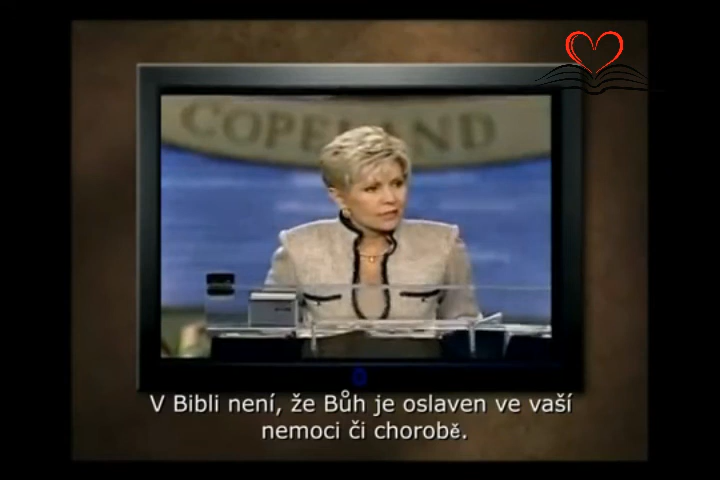 COPELAND
V Bibli není, že Bůh je oslaven ve vaší
nemoci či chorobě.